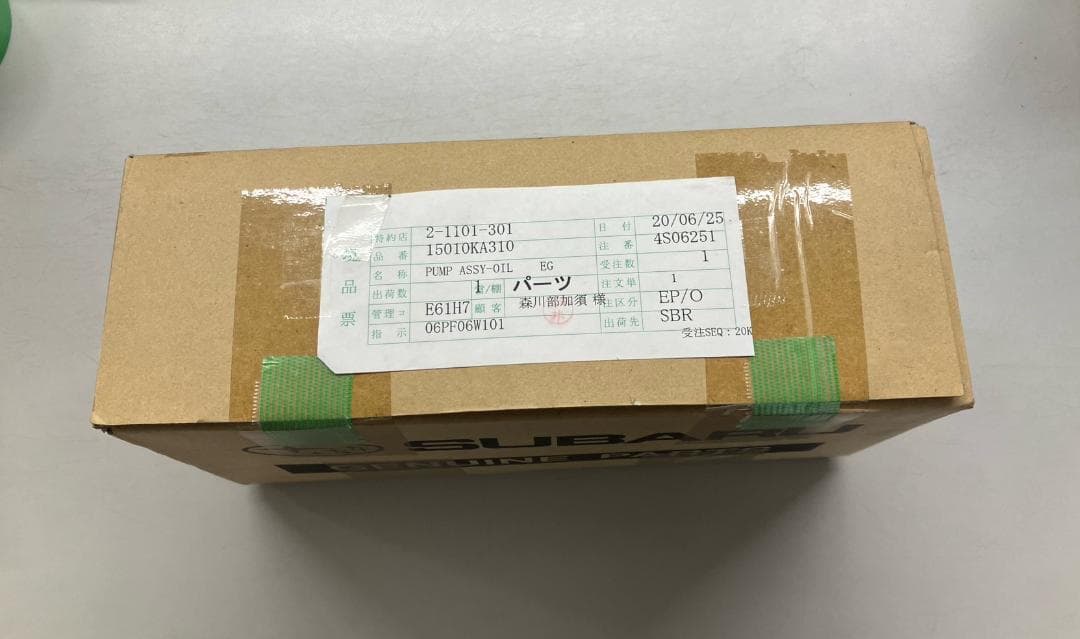 現品票
特約店 2-1101-301 日付 20/06/25
品番 15010KA310 注番 4S06251
名称 PUMP ASSY-OIL EG 受注数 1
出荷数 1 棚 パーツ 注文単 1
管理コ E61H7 顧客 森川部加須 様 注区分 EP/O
指示 06PF06W101 出荷先 SBR
受注SEQ:20K
SUBARU
GENUINE PARTS